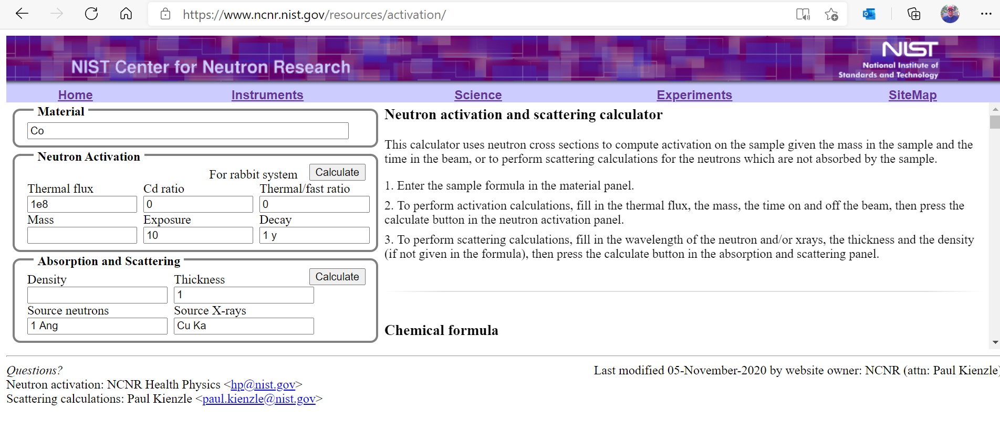 https://www.ncnr.nist.gov/resources/activation/
NIST Center for Neutron Research
NIST
National Institute of
Standards and Technology
Home Instruments Science Experiments SiteMap
Material
Co
Neutron Activation
For rabbit system Calculate
Thermal flux Cd ratio Thermal/fast ratio
1e8 0 0
Mass Exposure Decay
10 1 y
Absorption and Scattering
Calculate
Density Thickness
1
Source neutrons Source X-rays
1 Ang Cu Ka
Neutron activation and scattering calculator
This calculator uses neutron cross sections to compute activation on the sample given the mass in the sample and the
time in the beam, or to perform scattering calculations for the neutrons which are not absorbed by the sample.
1. Enter the sample formula in the material panel.
2. To perform activation calculations, fill in the thermal flux, the mass, the time on and off the beam, then press the
calculate button in the neutron activation panel.
3. To perform scattering calculations, fill in the wavelength of the neutron and/or xrays, the thickness and the density
(if not given in the formula), then press the calculate button in the absorption and scattering panel.
Chemical formula
Questions?
Neutron activation: NCNR Health Physics <hp@nist.gov>
Scattering calculations: Paul Kienzle <paul.kienzle@nist.gov>
Last modified 05-November-2020 by website owner: NCNR (attn: Paul Kienzle)